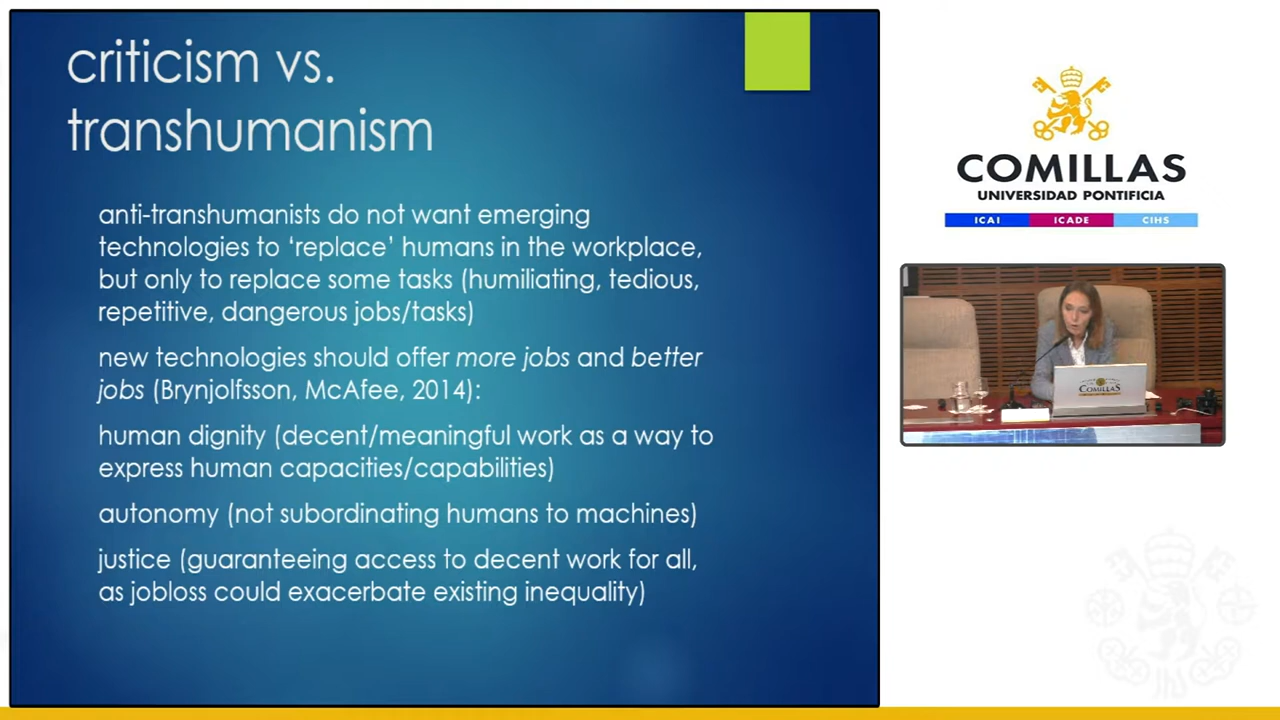 criticism vs.
transhumanism
anti-transhumanists do not want emerging
technologies to ‘replace’ humans in the workplace,
but only to replace some tasks (humiliating, tedious,
repetitive, dangerous jobs/tasks)
new technologies should offer more jobs and better
jobs (Brynjolfsson, McAfee, 2014):
human dignity (decent/meaningful work as a way to
express human capacities/capabilities)
autonomy (not subordinating humans to machines)
justice (guaranteeing access to decent work for all,
as jobloss could exacerbate existing inequality)
COMILLAS
UNIVERSIDAD PONTIFICIA
ICAI ICADE CIHS
COMILLAS